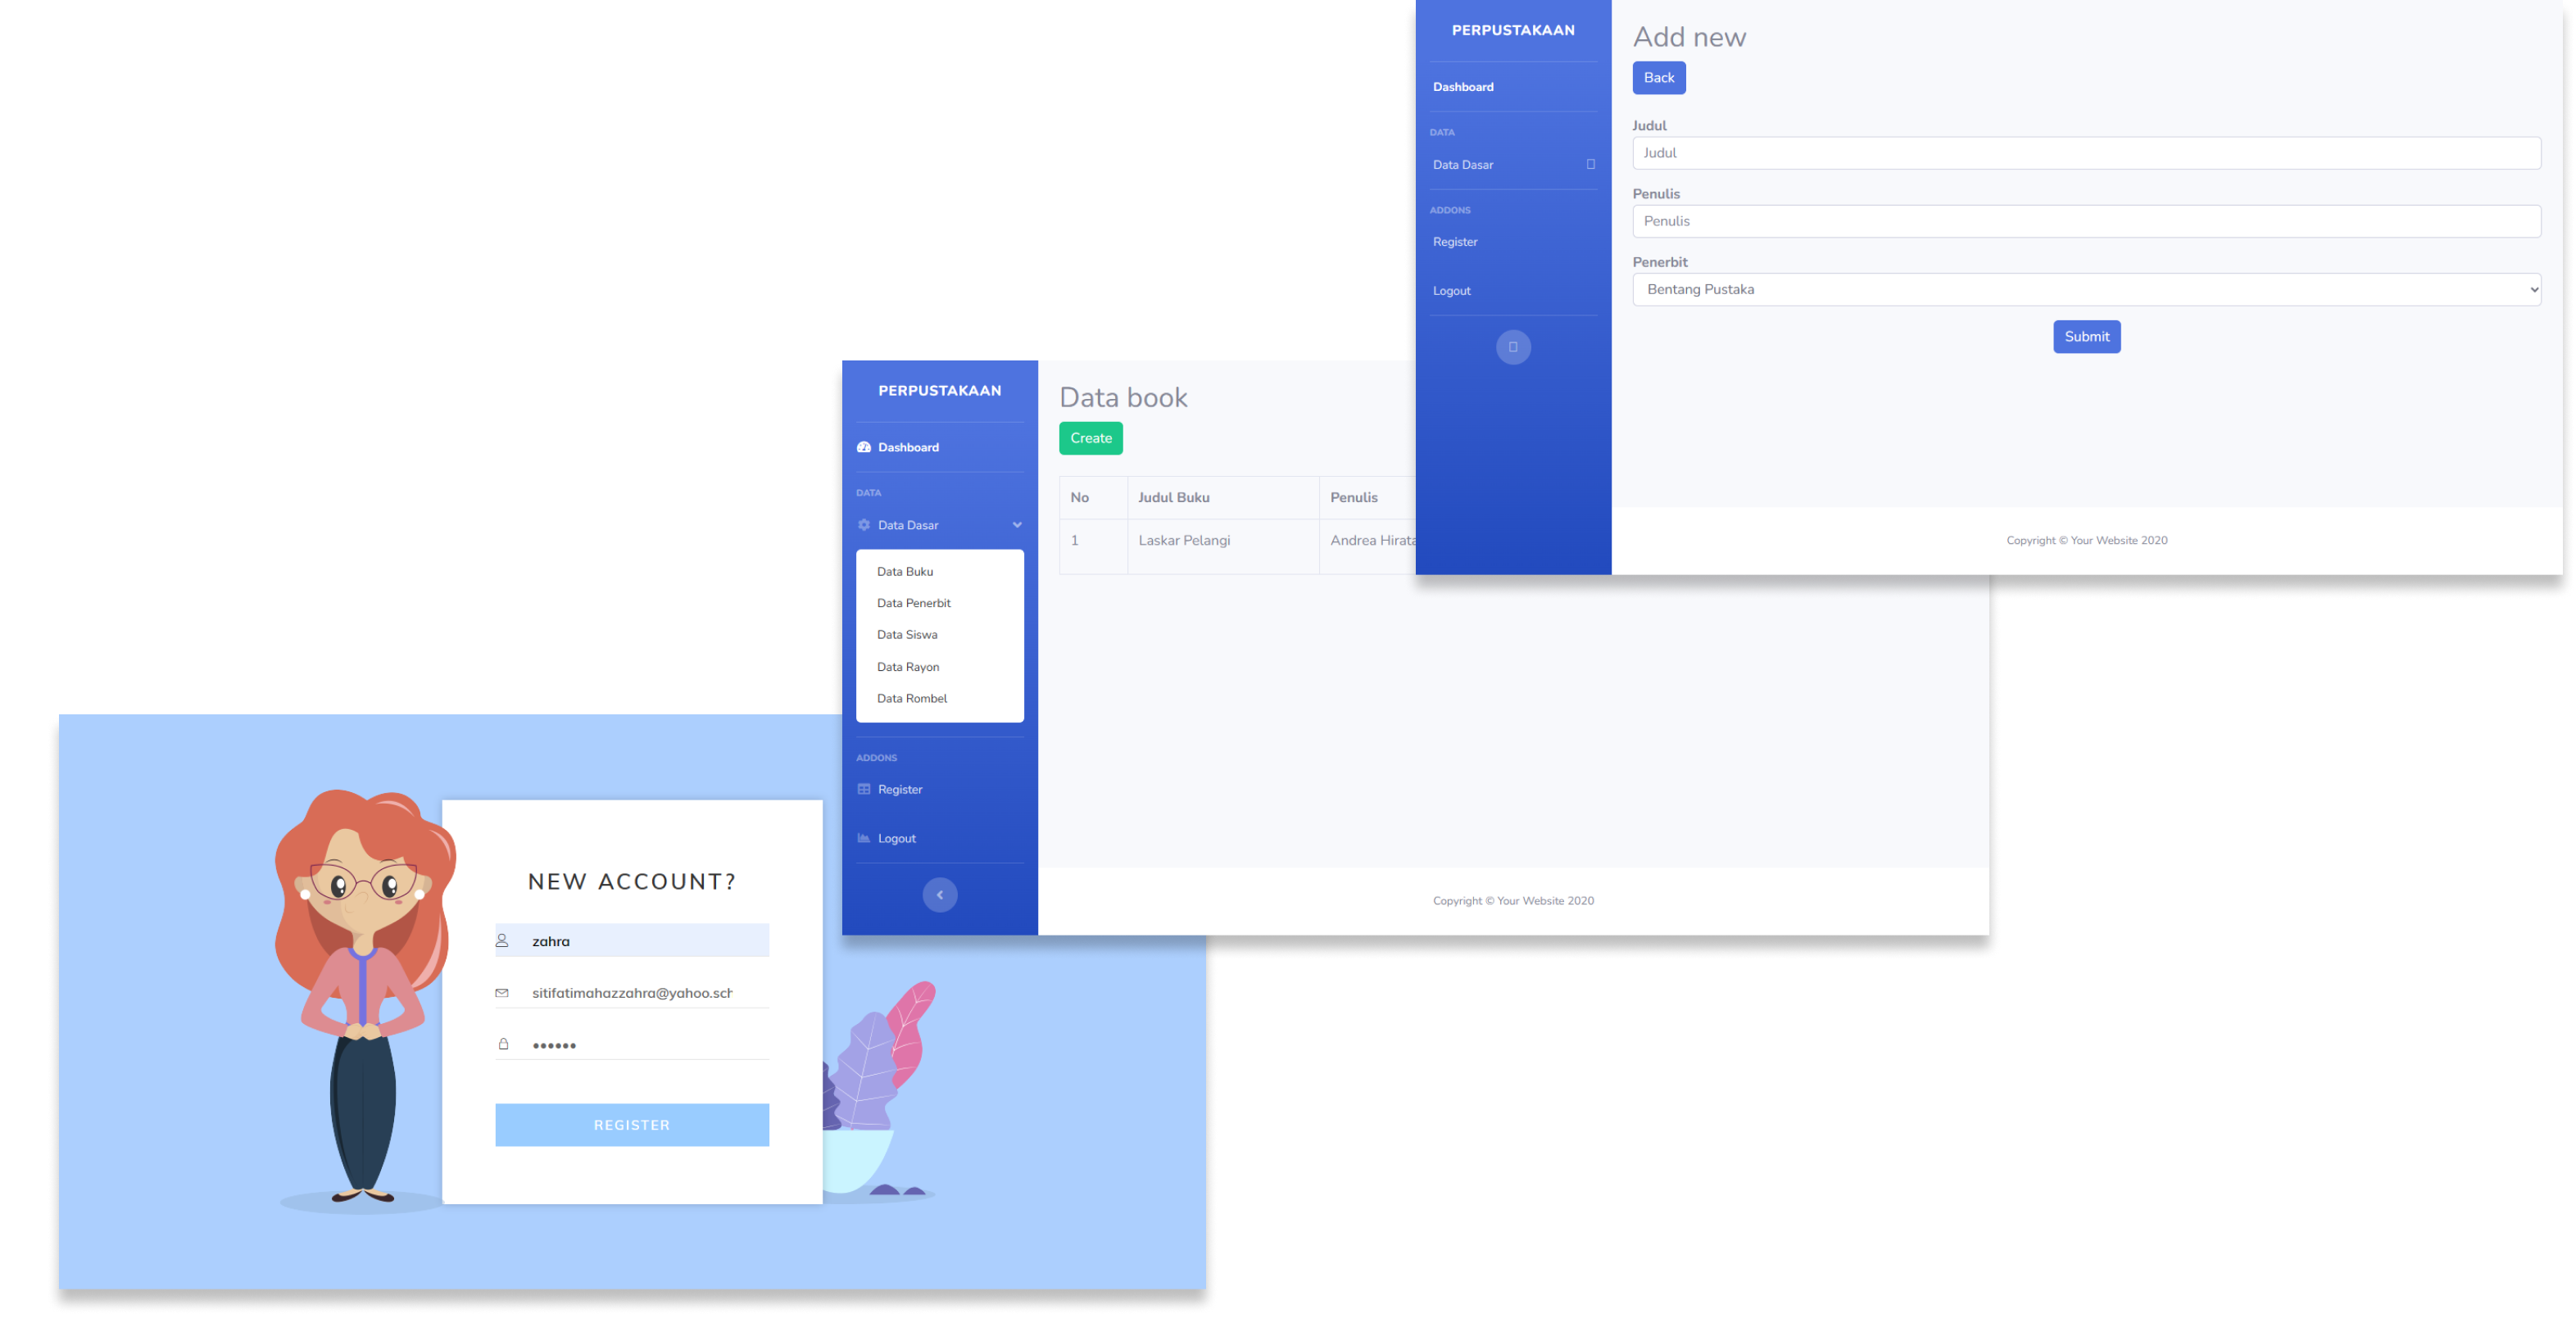 PERPUSTAKAAN
Dashboard
DATA
Data Dasar
ADDONS
Register
Logout
Add new
Back
Judul
Judul
Penulis
Penulis
Penerbit
Bentang Pustaka
Submit
Copyright © Your Website 2020
PERPUSTAKAAN
Dashboard
DATA
Data Dasar
Data Buku
Data Penerbit
Data Siswa
Data Rayon
Data Rombel
ADDONS
Register
Logout
Data book
Create
No Judul Buku Penulis
1 Laskar Pelangi Andrea Hirata
Copyright © Your Website 2020
NEW ACCOUNT?
zahra
sitifatimahazzahra@yahoo.sch
••••••
REGISTER